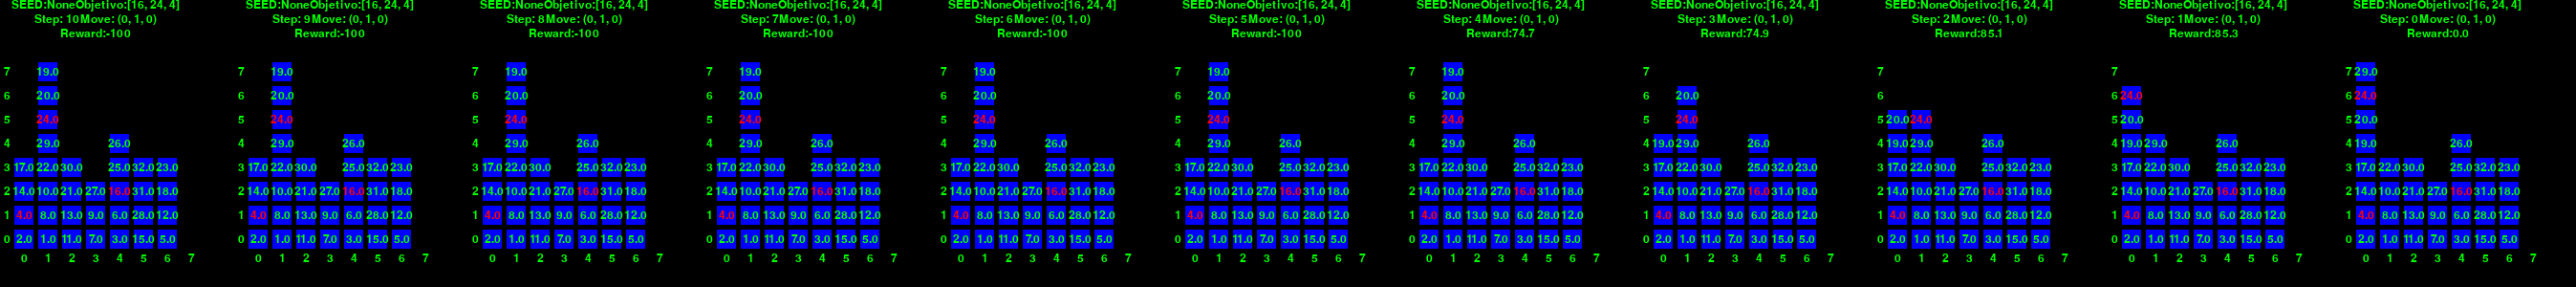 SEED:NoneObjetivo:[16, 24, 4]
Step: 10Move: (0, 1, 0)
Reward:-100
7 19.0
6 20.0
5 24.0
4 29.0 26.0
3 17.0 22.0 30.0 25.0 32.0 23.0
2 14.0 10.0 21.0 27.0 16.0 31.0 18.0
1 4.0 8.0 13.0 9.0 6.0 28.0 12.0
0 2.0 1.0 11.0 7.0 3.0 15.0 5.0
0 1 2 3 4 5 6 7
SEED:NoneObjetivo:[16, 24, 4]
Step: 9Move: (0, 1, 0)
Reward:-100
7 19.0
6 20.0
5 24.0
4 29.0 26.0
3 17.0 22.0 30.0 25.0 32.0 23.0
2 14.0 10.0 21.0 27.0 16.0 31.0 18.0
1 4.0 8.0 13.0 9.0 6.0 28.0 12.0
0 2.0 1.0 11.0 7.0 3.0 15.0 5.0
0 1 2 3 4 5 6 7
SEED:NoneObjetivo:[16, 24, 4]
Step: 8Move: (0, 1, 0)
Reward:-100
7 19.0
6 20.0
5 24.0
4 29.0 26.0
3 17.0 22.0 30.0 25.0 32.0 23.0
2 14.0 10.0 21.0 27.0 16.0 31.0 18.0
1 4.0 8.0 13.0 9.0 6.0 28.0 12.0
0 2.0 1.0 11.0 7.0 3.0 15.0 5.0
0 1 2 3 4 5 6 7
SEED:NoneObjetivo:[16, 24, 4]
Step: 7Move: (0, 1, 0)
Reward:-100
7 19.0
6 20.0
5 24.0
4 29.0 26.0
3 17.0 22.0 30.0 25.0 32.0 23.0
2 14.0 10.0 21.0 27.0 16.0 31.0 18.0
1 4.0 8.0 13.0 9.0 6.0 28.0 12.0
0 2.0 1.0 11.0 7.0 3.0 15.0 5.0
0 1 2 3 4 5 6 7
SEED:NoneObjetivo:[16, 24, 4]
Step: 6Move: (0, 1, 0)
Reward:-100
7 19.0
6 20.0
5 24.0
4 29.0 26.0
3 17.0 22.0 30.0 25.0 32.0 23.0
2 14.0 10.0 21.0 27.0 16.0 31.0 18.0
1 4.0 8.0 13.0 9.0 6.0 28.0 12.0
0 2.0 1.0 11.0 7.0 3.0 15.0 5.0
0 1 2 3 4 5 6 7
SEED:NoneObjetivo:[16, 24, 4]
Step: 5Move: (0, 1, 0)
Reward:-100
7 19.0
6 20.0
5 24.0
4 29.0 26.0
3 17.0 22.0 30.0 25.0 32.0 23.0
2 14.0 10.0 21.0 27.0 16.0 31.0 18.0
1 4.0 8.0 13.0 9.0 6.0 28.0 12.0
0 2.0 1.0 11.0 7.0 3.0 15.0 5.0
0 1 2 3 4 5 6 7
SEED:NoneObjetivo:[16, 24, 4]
Step: 4Move: (0, 1, 0)
Reward:74.7
7 19.0
6 20.0
5 24.0
4 29.0 26.0
3 17.0 22.0 30.0 25.0 32.0 23.0
2 14.0 10.0 21.0 27.0 16.0 31.0 18.0
1 4.0 8.0 13.0 9.0 6.0 28.0 12.0
0 2.0 1.0 11.0 7.0 3.0 15.0 5.0
0 1 2 3 4 5 6 7
SEED:NoneObjetivo:[16, 24, 4]
Step: 3Move: (0, 1, 0)
Reward:74.9
7
6 20.0
5 24.0
4 19.0 29.0 26.0
3 17.0 22.0 30.0 25.0 32.0 23.0
2 14.0 10.0 21.0 27.0 16.0 31.0 18.0
1 4.0 8.0 13.0 9.0 6.0 28.0 12.0
0 2.0 1.0 11.0 7.0 3.0 15.0 5.0
0 1 2 3 4 5 6 7
SEED:NoneObjetivo:[16, 24, 4]
Step: 2Move: (0, 1, 0)
Reward:85.1
7
6
5 20.0 24.0
4 19.0 29.0 26.0
3 17.0 22.0 30.0 25.0 32.0 23.0
2 14.0 10.0 21.0 27.0 16.0 31.0 18.0
1 4.0 8.0 13.0 9.0 6.0 28.0 12.0
0 2.0 1.0 11.0 7.0 3.0 15.0 5.0
0 1 2 3 4 5 6 7
SEED:NoneObjetivo:[16, 24, 4]
Step: 1Move: (0, 1, 0)
Reward:85.3
7
6 24.0
5 20.0
4 19.0 29.0 26.0
3 17.0 22.0 30.0 25.0 32.0 23.0
2 14.0 10.0 21.0 27.0 16.0 31.0 18.0
1 4.0 8.0 13.0 9.0 6.0 28.0 12.0
0 2.0 1.0 11.0 7.0 3.0 15.0 5.0
0 1 2 3 4 5 6 7
SEED:NoneObjetivo:[16, 24, 4]
Step: 0Move: (0, 1, 0)
Reward:0.0
7 29.0
6 24.0
5 20.0
4 19.0 26.0
3 17.0 22.0 30.0 25.0 32.0 23.0
2 14.0 10.0 21.0 27.0 16.0 31.0 18.0
1 4.0 8.0 13.0 9.0 6.0 28.0 12.0
0 2.0 1.0 11.0 7.0 3.0 15.0 5.0
0 1 2 3 4 5 6 7